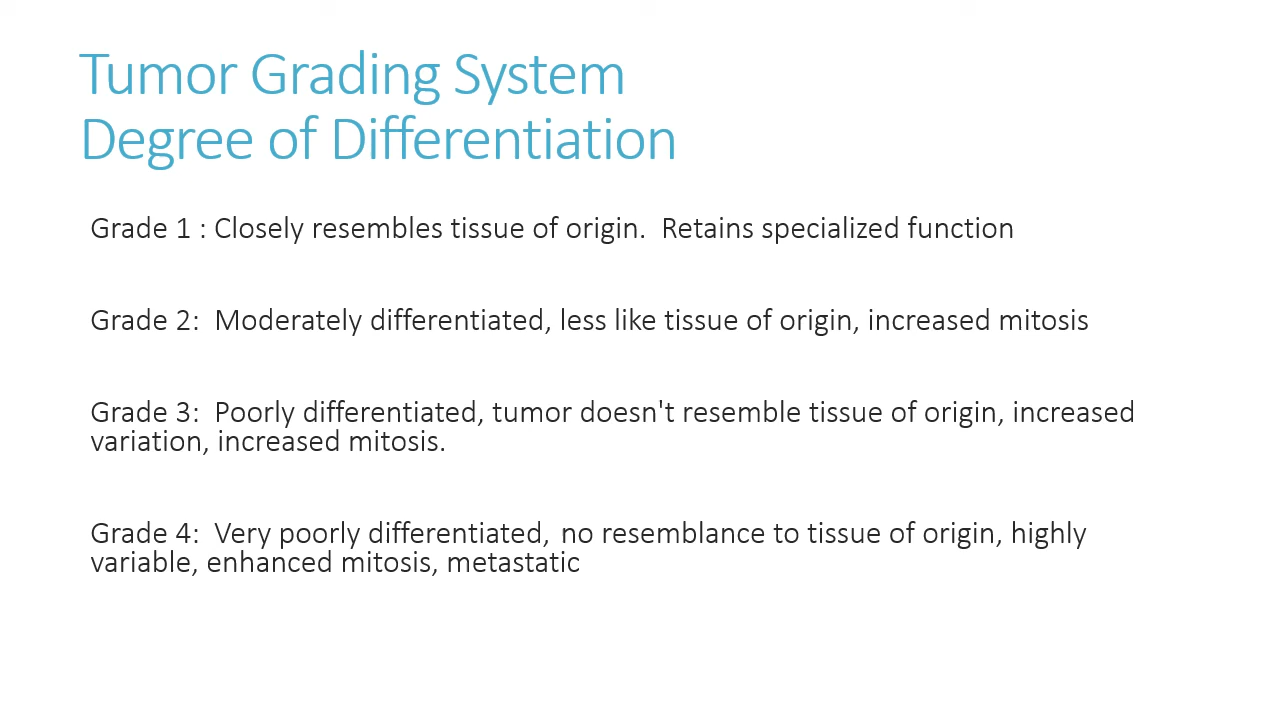 Tumor Grading System
Degree of Differentiation
Grade 1 : Closely resembles tissue of origin.  Retains specialized function
Grade 2:  Moderately differentiated, less like tissue of origin, increased mitosis
Grade 3:  Poorly differentiated, tumor doesn't resemble tissue of origin, increased
variation, increased mitosis.
Grade 4:  Very poorly differentiated, no resemblance to tissue of origin, highly
variable, enhanced mitosis, metastatic